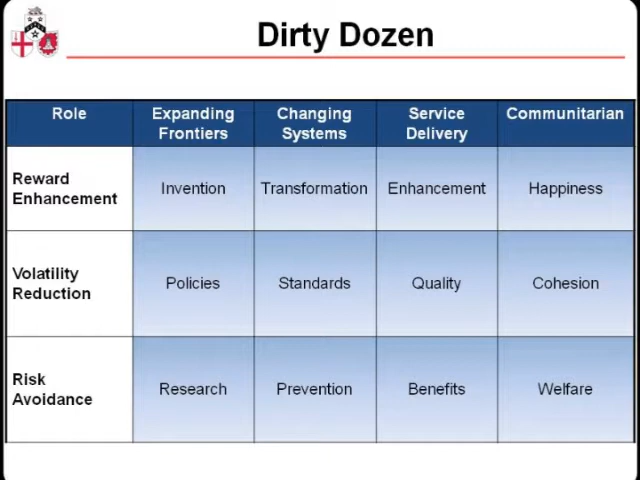 Dirty Dozen
Role Expanding Frontiers Changing Systems Service Delivery Communitarian
Reward Enhancement Invention Transformation Enhancement Happiness
Volatility Reduction Policies Standards Quality Cohesion
Risk Avoidance Research Prevention Benefits Welfare